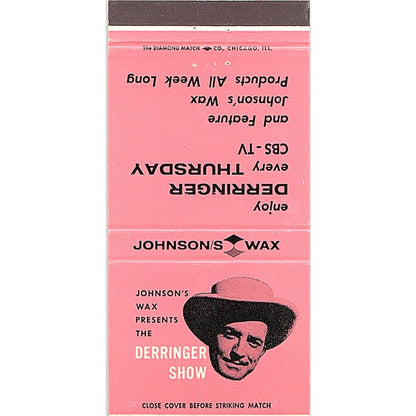 The DIAMOND MATCH CO., CHICAGO, ILL.
enjoy
DERRINGER
every THURSDAY
CBS-TV
and Feature
Johnson's Wax
Products All Week Long
JOHNSON'S WAX
JOHNSON'S
WAX
PRESENTS
THE
DERRINGER
SHOW
CLOSE COVER BEFORE STRIKING MATCH